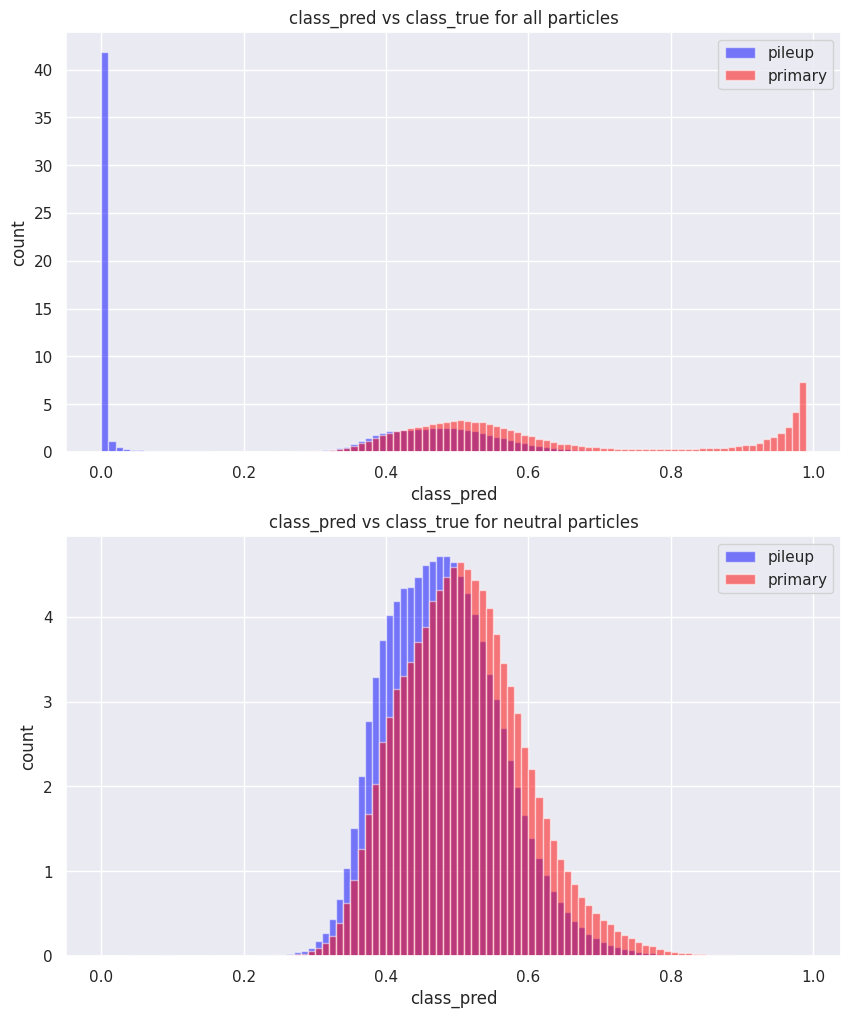 class_pred vs class_true for all particles
pileup
primary
40
35
30
25
20
15
10
5
0
count
0.0 0.2 0.4 0.6 0.8 1.0
class_pred
class_pred vs class_true for neutral particles
pileup
primary
4
3
2
1
0
count
0.0 0.2 0.4 0.6 0.8 1.0
class_pred